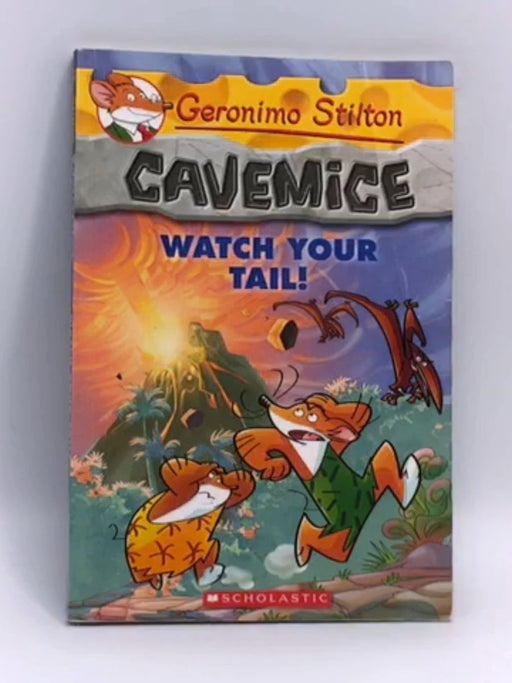 Geronimo Stilton
CAVEMICE
WATCH YOUR
TAIL!
SCHOLASTIC